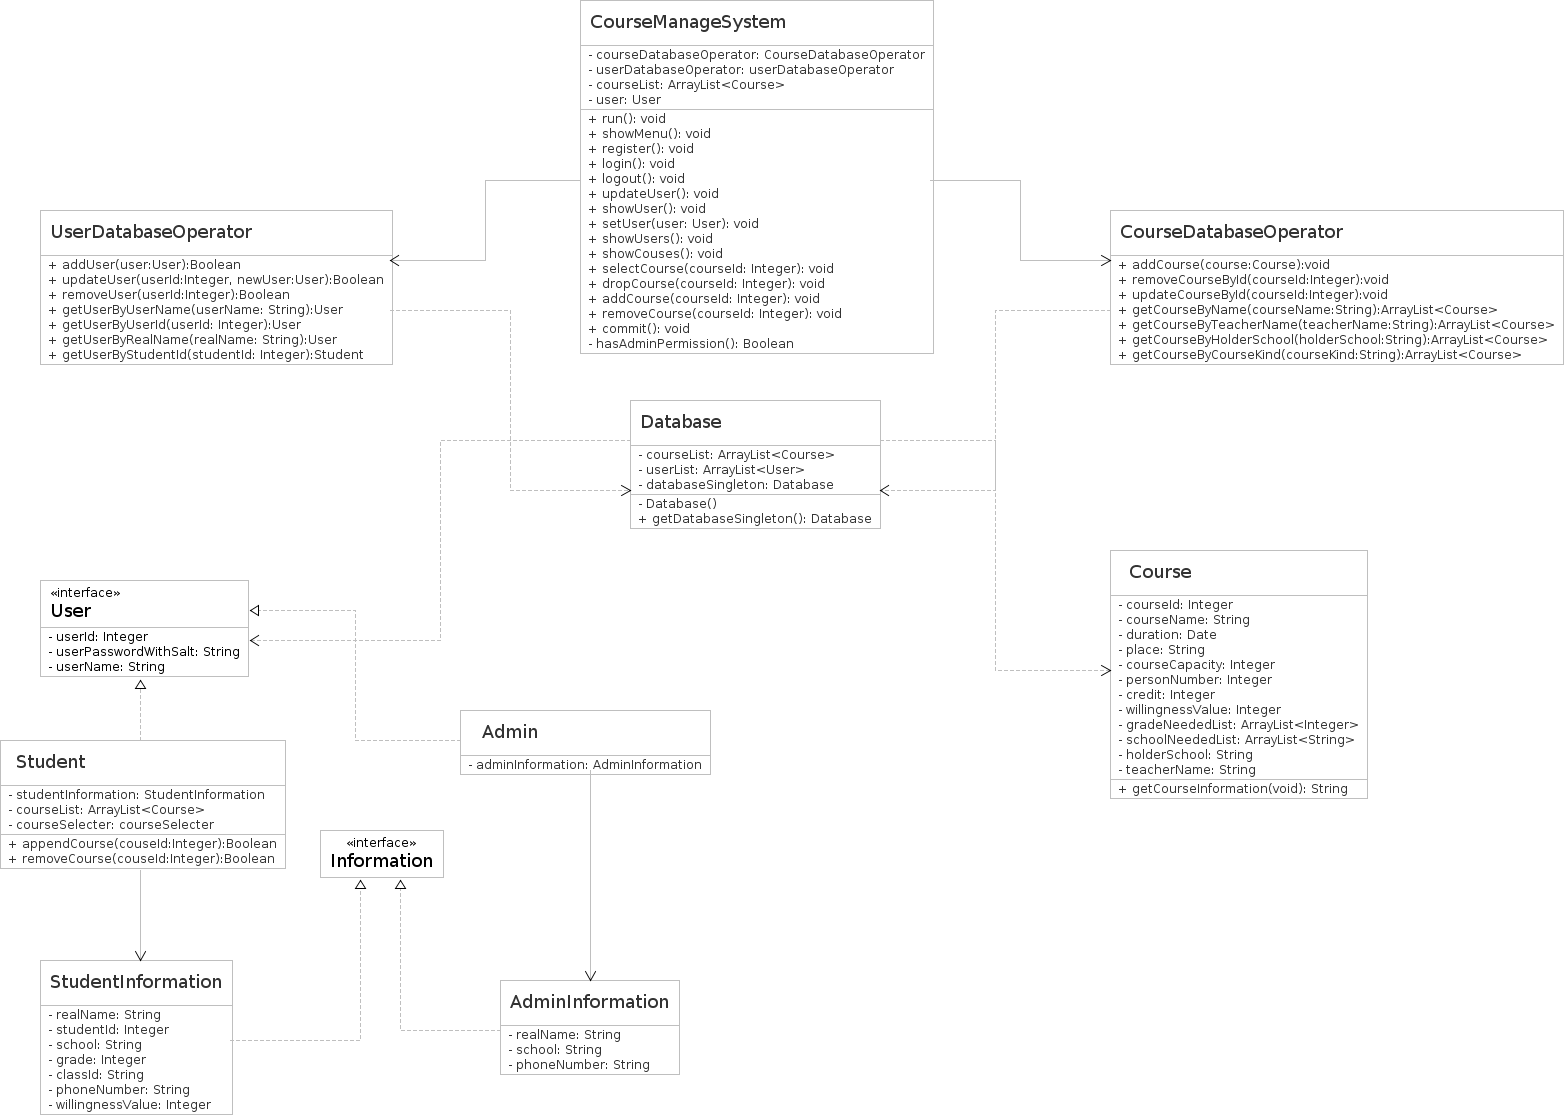 CourseManageSystem
- courseDatabaseOperator: CourseDatabaseOperator
- userDatabaseOperator: userDatabaseOperator
- courseList: ArrayList<Course>
- user: User
+ run(): void
+ showMenu(): void
+ register(): void
+ login(): void
+ logout(): void
+ updateUser(): void
+ showUser(): void
+ setUser(user: User): void
+ showUsers(): void
+ showCouses(): void
+ selectCourse(courseId: Integer): void
+ dropCourse(courseId: Integer): void
+ addCourse(courseId: Integer): void
+ removeCourse(courseId: Integer): void
+ commit(): void
- hasAdminPermission(): Boolean
UserDatabaseOperator
+ addUser(user:User):Boolean
+ updateUser(userId:Integer, newUser:User):Boolean
+ removeUser(userId:Integer):Boolean
+ getUserByUserName(userName: String):User
+ getUserByUserId(userId: Integer):User
+ getUserByRealName(realName: String):User
+ getUserByStudentId(studentId: Integer):Student
CourseDatabaseOperator
+ addCourse(course:Course):void
+ removeCourseById(courseId:Integer):void
+ updateCourseById(courseId:Integer):void
+ getCourseByName(courseName:String):ArrayList<Course>
+ getCourseByTeacherName(teacherName:String):ArrayList<Course>
+ getCourseByHolderSchool(holderSchool:String):ArrayList<Course>
+ getCourseByCourseKind(courseKind:String):ArrayList<Course>
Database
- courseList: ArrayList<Course>
- userList: ArrayList<User>
- databaseSingleton: Database
- Database()
+ getDatabaseSingleton(): Database
«interface»
User
- userId: Integer
- userPasswordWithSalt: String
- userName: String
Course
- courseId: Integer
- courseName: String
- duration: Date
- place: String
- courseCapacity: Integer
- personNumber: Integer
- credit: Integer
- willingnessValue: Integer
- gradeNeededList: ArrayList<Integer>
- schoolNeededList: ArrayList<String>
- holderSchool: String
- teacherName: String
+ getCourseInformation(void): String
Admin
- adminInformation: AdminInformation
Student
- studentInformation: StudentInformation
- courseList: ArrayList<Course>
- courseSelecter: courseSelecter
+ appendCourse(couseId:Integer):Boolean
+ removeCourse(couseId:Integer):Boolean
«interface»
Information
StudentInformation
- realName: String
- studentId: Integer
- school: String
- grade: Integer
- classId: String
- phoneNumber: String
- willingnessValue: Integer
AdminInformation
- realName: String
- school: String
- phoneNumber: String